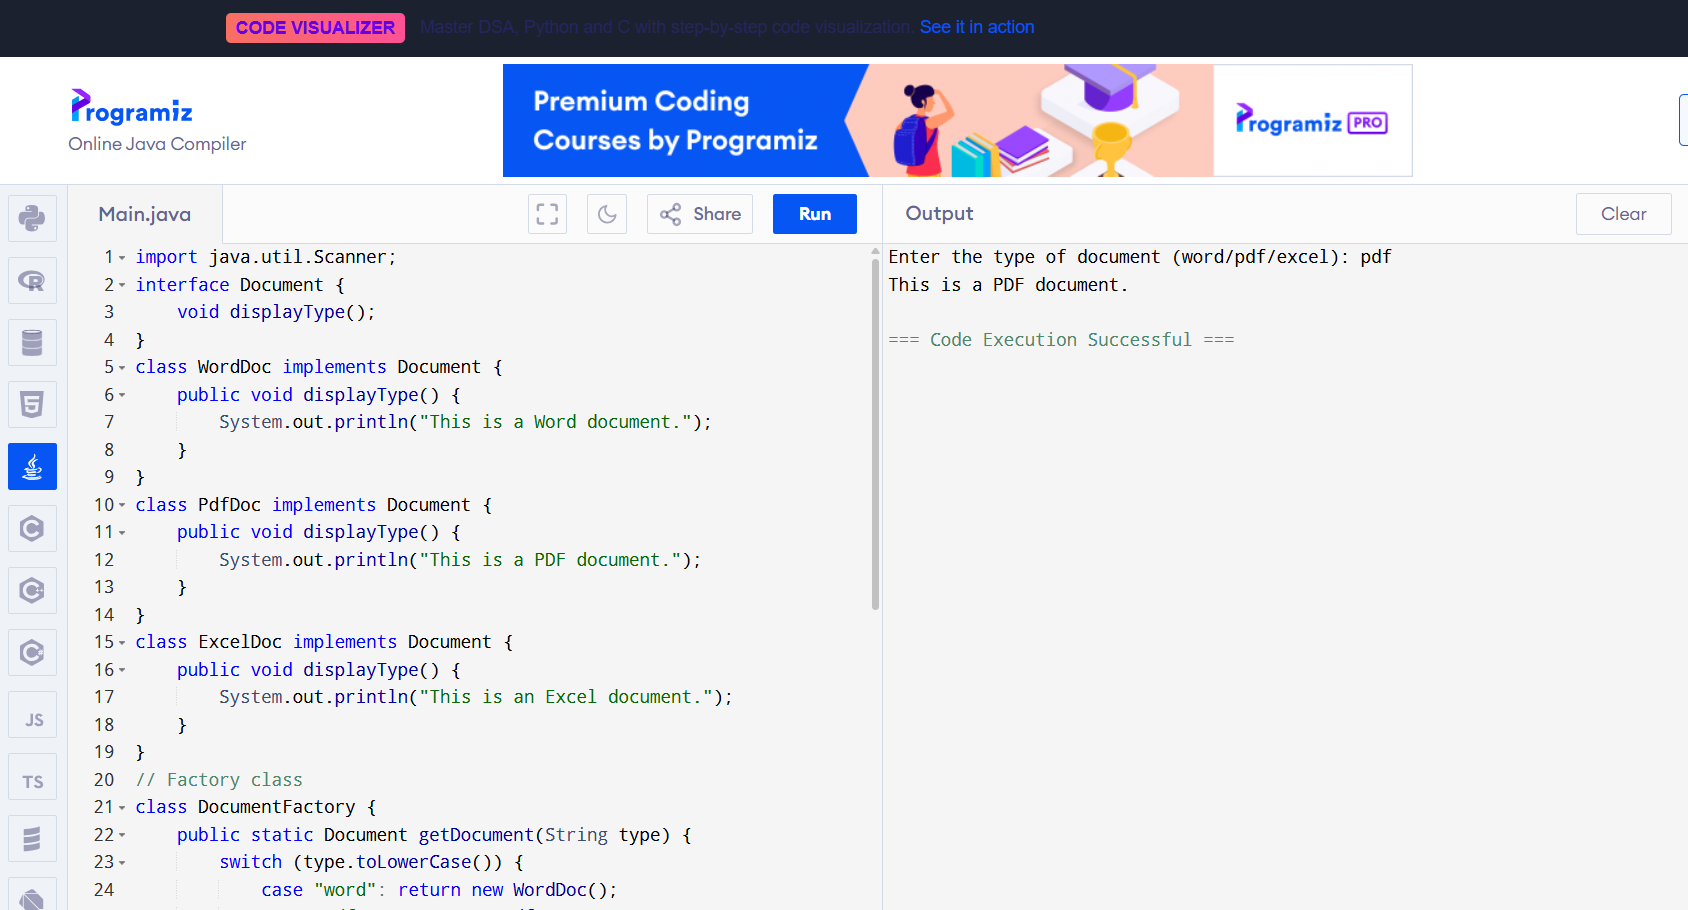 CODE VISUALIZER Master DSA, Python and C with step-by-step code visualization. See it in action
Programiz
Online Java Compiler
Premium Coding
Courses by Programiz
Programiz PRO
Main.java
Share
Run
Output
Clear
1 import java.util.Scanner;
2 interface Document {
3 void displayType();
4 }
5 class WordDoc implements Document {
6 public void displayType() {
7 System.out.println("This is a Word document.");
8 }
9 }
10 class PdfDoc implements Document {
11 public void displayType() {
12 System.out.println("This is a PDF document.");
13 }
14 }
15 class ExcelDoc implements Document {
16 public void displayType() {
17 System.out.println("This is an Excel document.");
18 }
19 }
20 // Factory class
21 class DocumentFactory {
22 public static Document getDocument(String type) {
23 switch (type.toLowerCase()) {
24 case "word": return new WordDoc();
Enter the type of document (word/pdf/excel): pdf
This is a PDF document.
=== Code Execution Successful ===
R
5
C
C
C
JS
TS